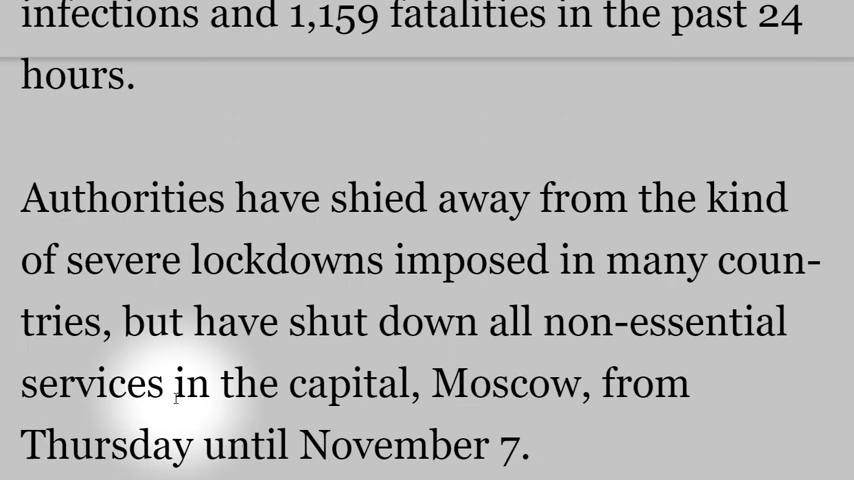 infections and 1,159 fatalities in the past 24
hours.
Authorities have shied away from the kind
of severe lockdowns imposed in many coun-
tries, but have shut down all non-essential
services in the capital, Moscow, from
Thursday until November 7.